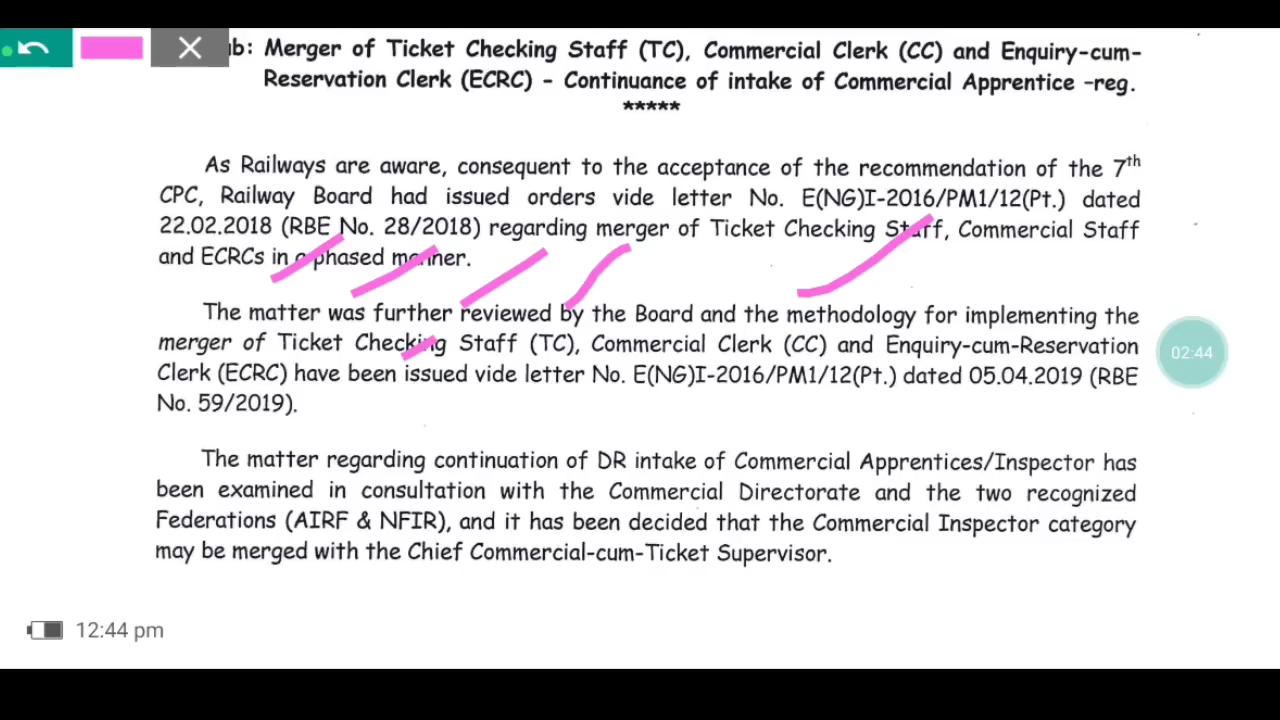 ub: Merger of Ticket Checking Staff (TC), Commercial Clerk (CC) and Enquiry-cum-
Reservation Clerk (ECRC) - Continuance of intake of Commercial Apprentice -reg.
*****
As Railways are aware, consequent to the acceptance of the recommendation of the 7th
CPC, Railway Board had issued orders vide letter No. E(NG)I-2016/PM1/12(Pt.) dated
22.02.2018 (RBE No. 28/2018) regarding merger of Ticket Checking Staff, Commercial Staff
and ECRCs in a phased manner.
The matter was further reviewed by the Board and the methodology for implementing the
merger of Ticket Checking Staff (TC), Commercial Clerk (CC) and Enquiry-cum-Reservation
Clerk (ECRC) have been issued vide letter No. E(NG)I-2016/PM1/12(Pt.) dated 05.04.2019 (RBE
No. 59/2019).
02:44
The matter regarding continuation of DR intake of Commercial Apprentices/Inspector has
been examined in consultation with the Commercial Directorate and the two recognized
Federations (AIRF & NFIR), and it has been decided that the Commercial Inspector category
may be merged with the Chief Commercial-cum-Ticket Supervisor.
12:44 pm